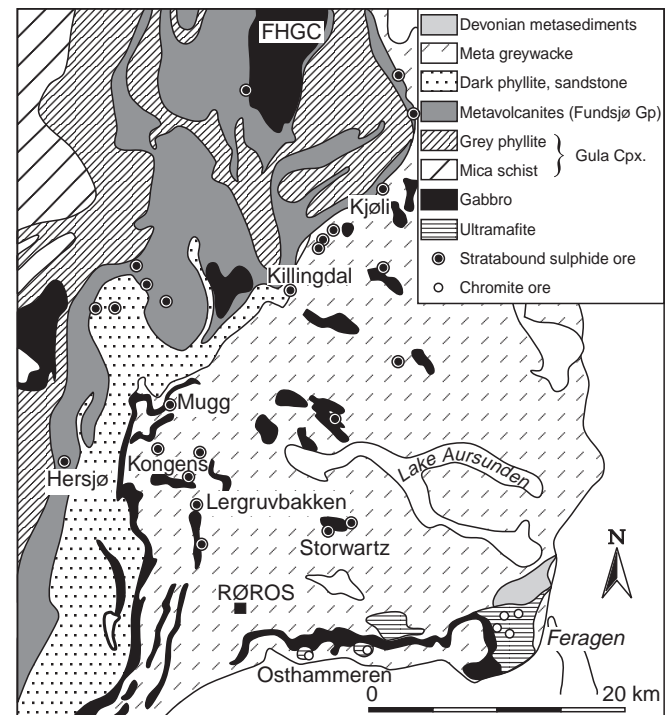 FHGC
Devonian metasediments
Meta greywacke
Dark phyllite, sandstone
Metavolcanites (Fundsjø Gp)
Grey phyllite
Mica schist
} Gula Cpx.
Gabbro
Ultramafite
Stratabound sulphide ore
Chromite ore
Kjøli
Killingdal
Mugg
Kongens
Hersjø
Lake Aursunden
Lergruvbakken
Storwartz
N
RØROS
Feragen
Osthammeren
0 20 km